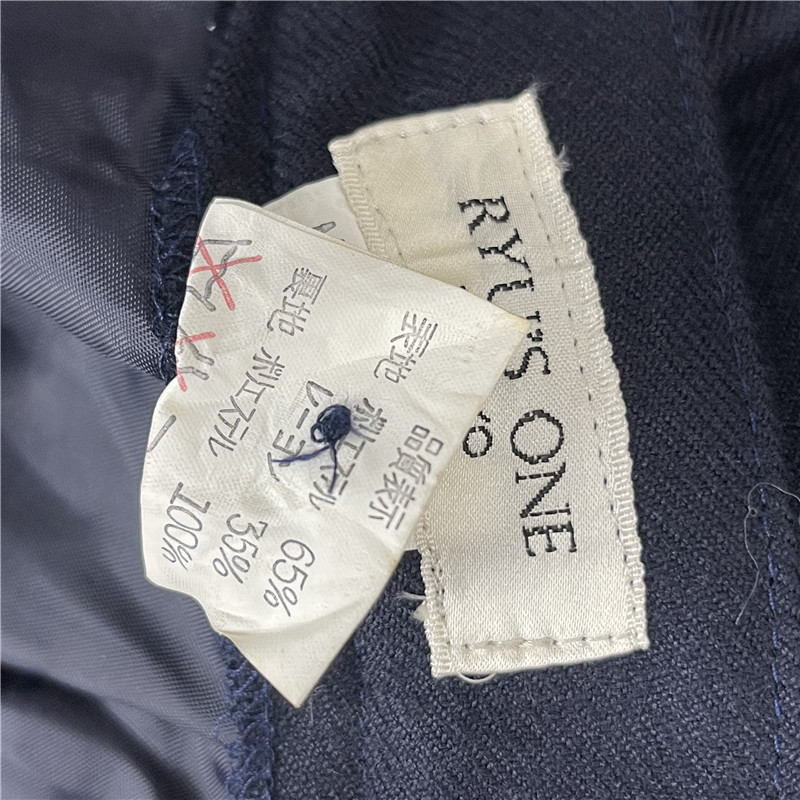 RYU'S ONE
品質表示
表地 ポリエステル 65%
レーヨン 35%
裏地 ポリエステル 100%